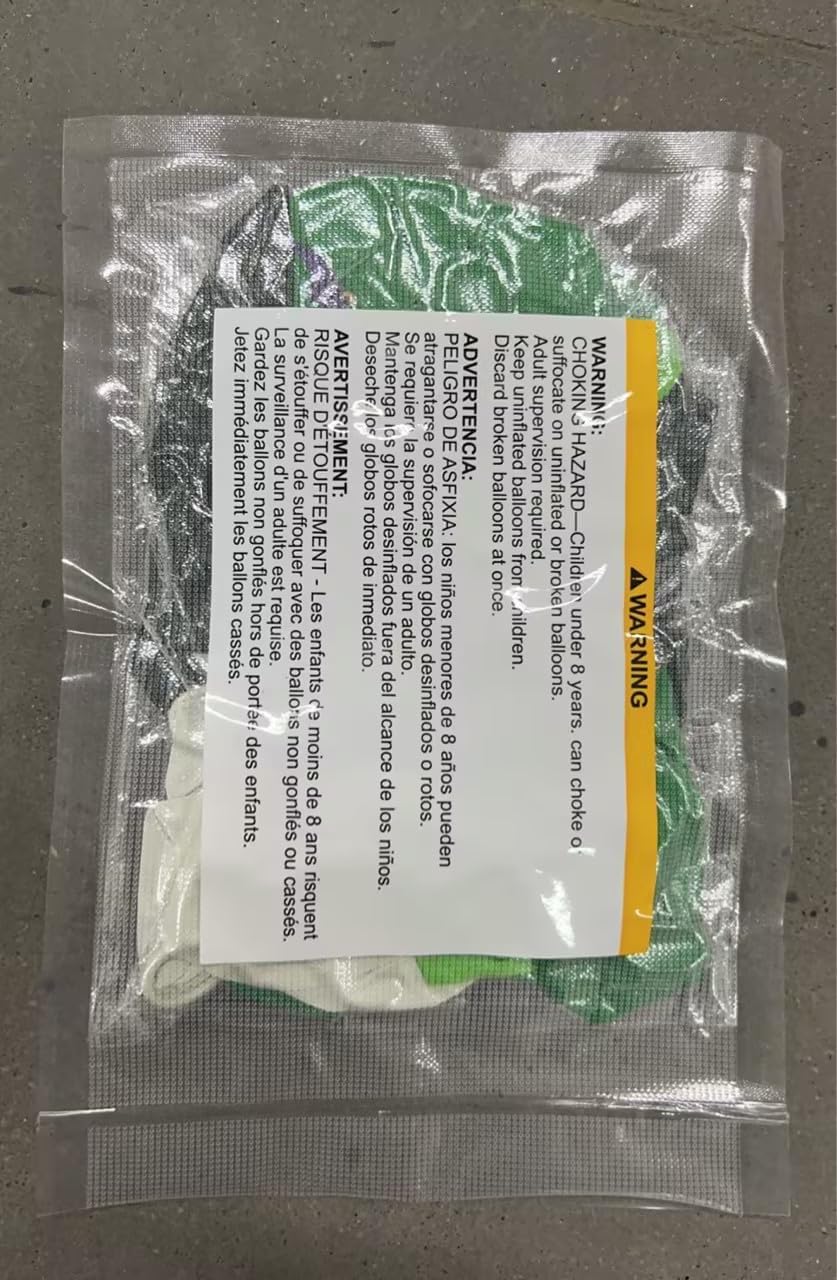 ⚠WARNING
WARNING:
CHOKING HAZARD—Children under 8 years. can choke or
suffocate on uninflated or broken balloons.
Adult supervision required.
Keep uninflated balloons from children.
Discard broken balloons at once.
ADVERTENCIA:
PELIGRO DE ASFIXIA: los niños menores de 8 años pueden
atragantarse o sofocarse con globos desinflados o rotos.
Se requiere la supervisión de un adulto.
Mantenga los globos desinflados fuera del alcance de los niños.
Deseche los globos rotos de inmediato.
AVERTISSEMENT:
RISQUE D'ÉTOUFFEMENT - Les enfants de moins de 8 ans risquent
de s'étouffer ou de suffoquer avec des ballons non gonflés ou cassés.
La surveillance d'un adulte est requise.
Gardez les ballons non gonflés hors de portée des enfants.
Jetez immédiatement les ballons cassés.